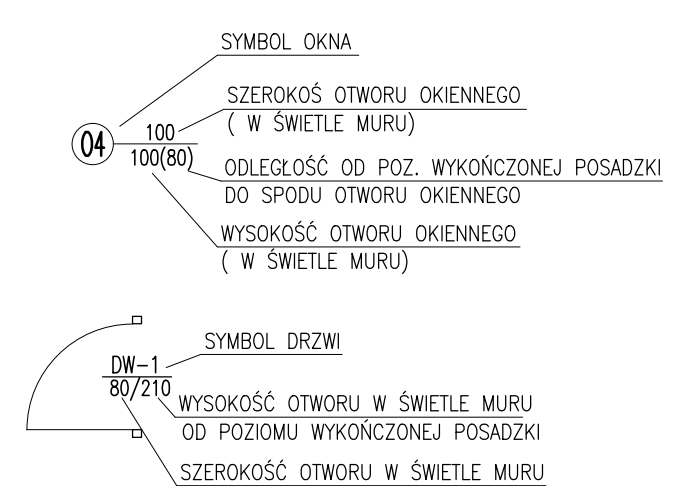 SYMBOL OKNA
SZEROKOŚ OTWORU OKIENNEGO
( W ŚWIETLE MURU)
04
100
100(80)
ODLEGŁOŚĆ OD POZ. WYKOŃCZONEJ POSADZKI
DO SPODU OTWORU OKIENNEGO
WYSOKOŚĆ OTWORU OKIENNEGO
( W ŚWIETLE MURU)
SYMBOL DRZWI
DW-1
80/210
WYSOKOŚĆ OTWORU W ŚWIETLE MURU
OD POZIOMU WYKOŃCZONEJ POSADZKI
SZEROKOŚĆ OTWORU W ŚWIETLE MURU